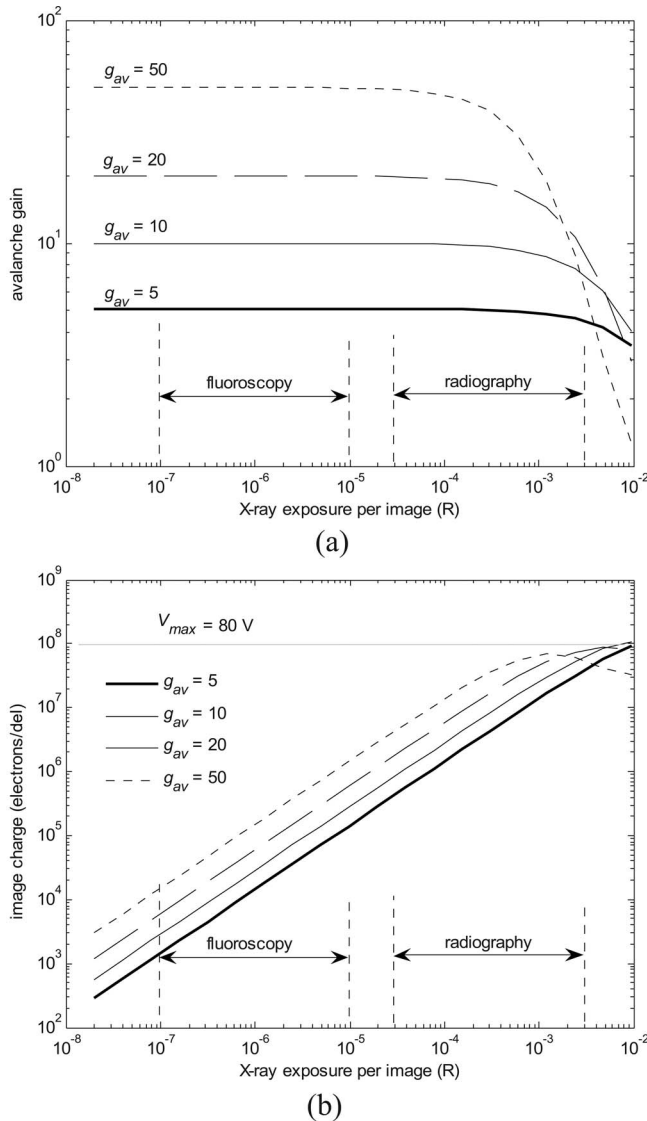 10^2
g_av = 50
g_av = 20
10^1
g_av = 10
g_av = 5
avalanche gain
fluoroscopy
radiography
10^0
10^-8 10^-7 10^-6 10^-5 10^-4 10^-3 10^-2
X-ray exposure per image (R)
(a)
10^9
V_max = 80 V
10^8
g_av = 5
10^7
g_av = 10
g_av = 20
10^6
g_av = 50
image charge (electrons/del)
10^5
10^4
fluoroscopy
radiography
10^3
10^2
10^-8 10^-7 10^-6 10^-5 10^-4 10^-3 10^-2
X-ray exposure per image (R)
(b)